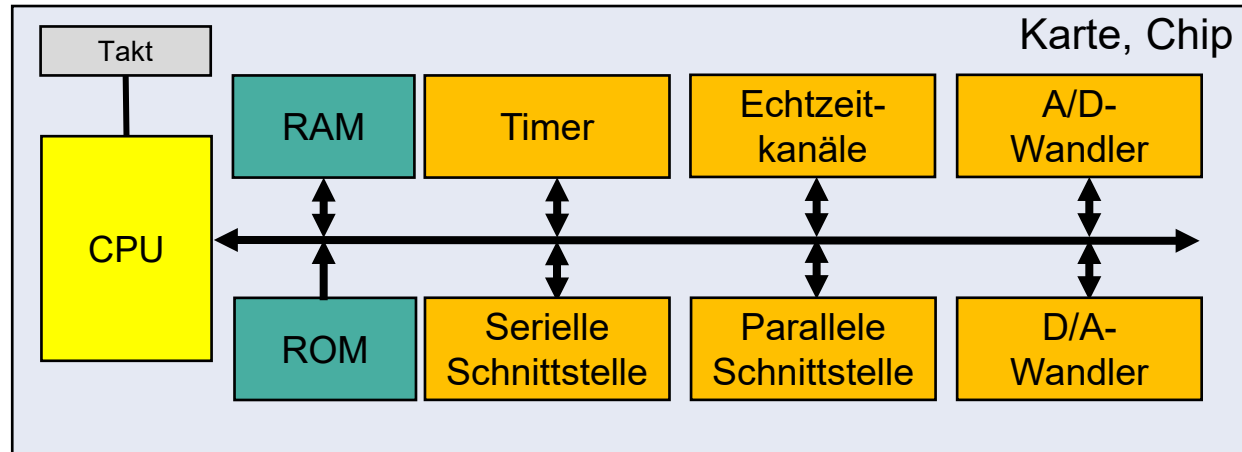 Karte, Chip
Takt
CPU
RAM
Timer
Echtzeit-
kanäle
A/D-
Wandler
ROM
Serielle
Schnittstelle
Parallele
Schnittstelle
D/A-
Wandler